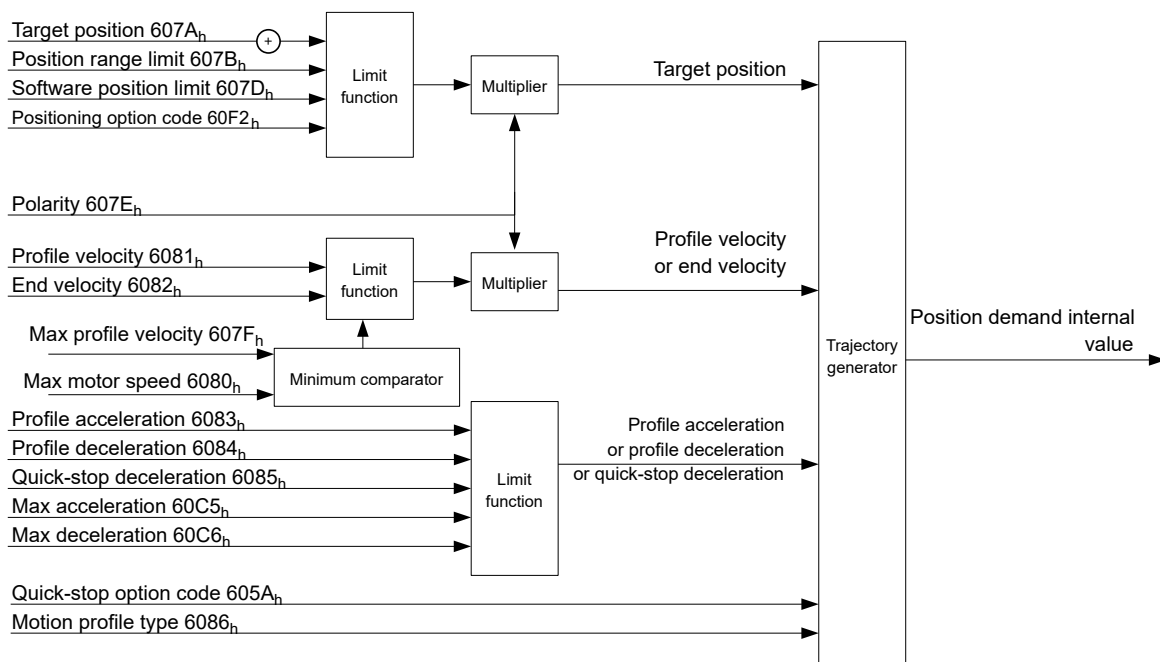 Target position 607Ah
+
Position range limit 607Bh
Software position limit 607Dh
Positioning option code 60F2h
Limit
function
Multiplier
Target position
Polarity 607Eh
Profile velocity 6081h
End velocity 6082h
Limit
function
Multiplier
Profile velocity
or end velocity
Max profile velocity 607Fh
Max motor speed 6080h
Minimum comparator
Trajectory
generator
Position demand internal
value
Profile acceleration 6083h
Profile deceleration 6084h
Quick-stop deceleration 6085h
Max acceleration 60C5h
Max deceleration 60C6h
Limit
function
Profile acceleration
or profile deceleration
or quick-stop deceleration
Quick-stop option code 605Ah
Motion profile type 6086h